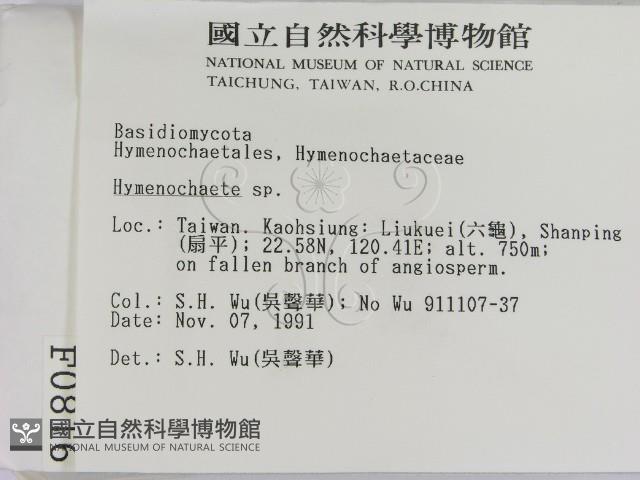 國立自然科學博物館
NATIONAL MUSEUM OF NATURAL SCIENCE
TAICHUNG, TAIWAN, R.O.CHINA
Basidiomycota
Hymenochaetales, Hymenochaetaceae
Hymenochaete sp.
Loc.: Taiwan. Kaohsiung: Liukuei(六龜), Shanping
(扇平); 22.58N, 120.41E; alt. 750m;
on fallen branch of angiosperm.
Col.: S.H. Wu(吳聲華); No Wu 911107-37
Date: Nov. 07, 1991
Det.: S.H. Wu(吳聲華)
國立自然科學博物館
NATIONAL MUSEUM OF NATURAL SCIENCE